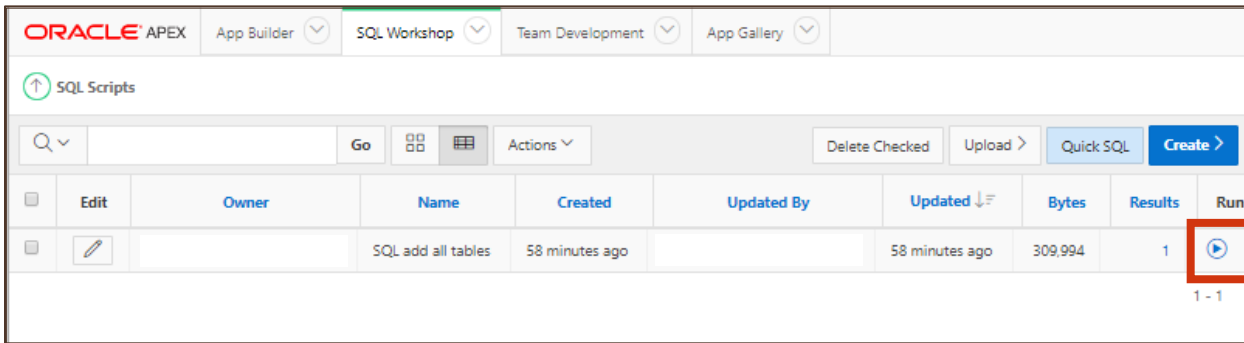 ORACLE APEX App Builder SQL Workshop Team Development App Gallery
SQL Scripts
Go Actions Delete Checked Upload > Quick SQL Create >
Edit Owner Name Created Updated By Updated Bytes Results Run
SQL add all tables 58 minutes ago 58 minutes ago 309,994 1
1 - 1